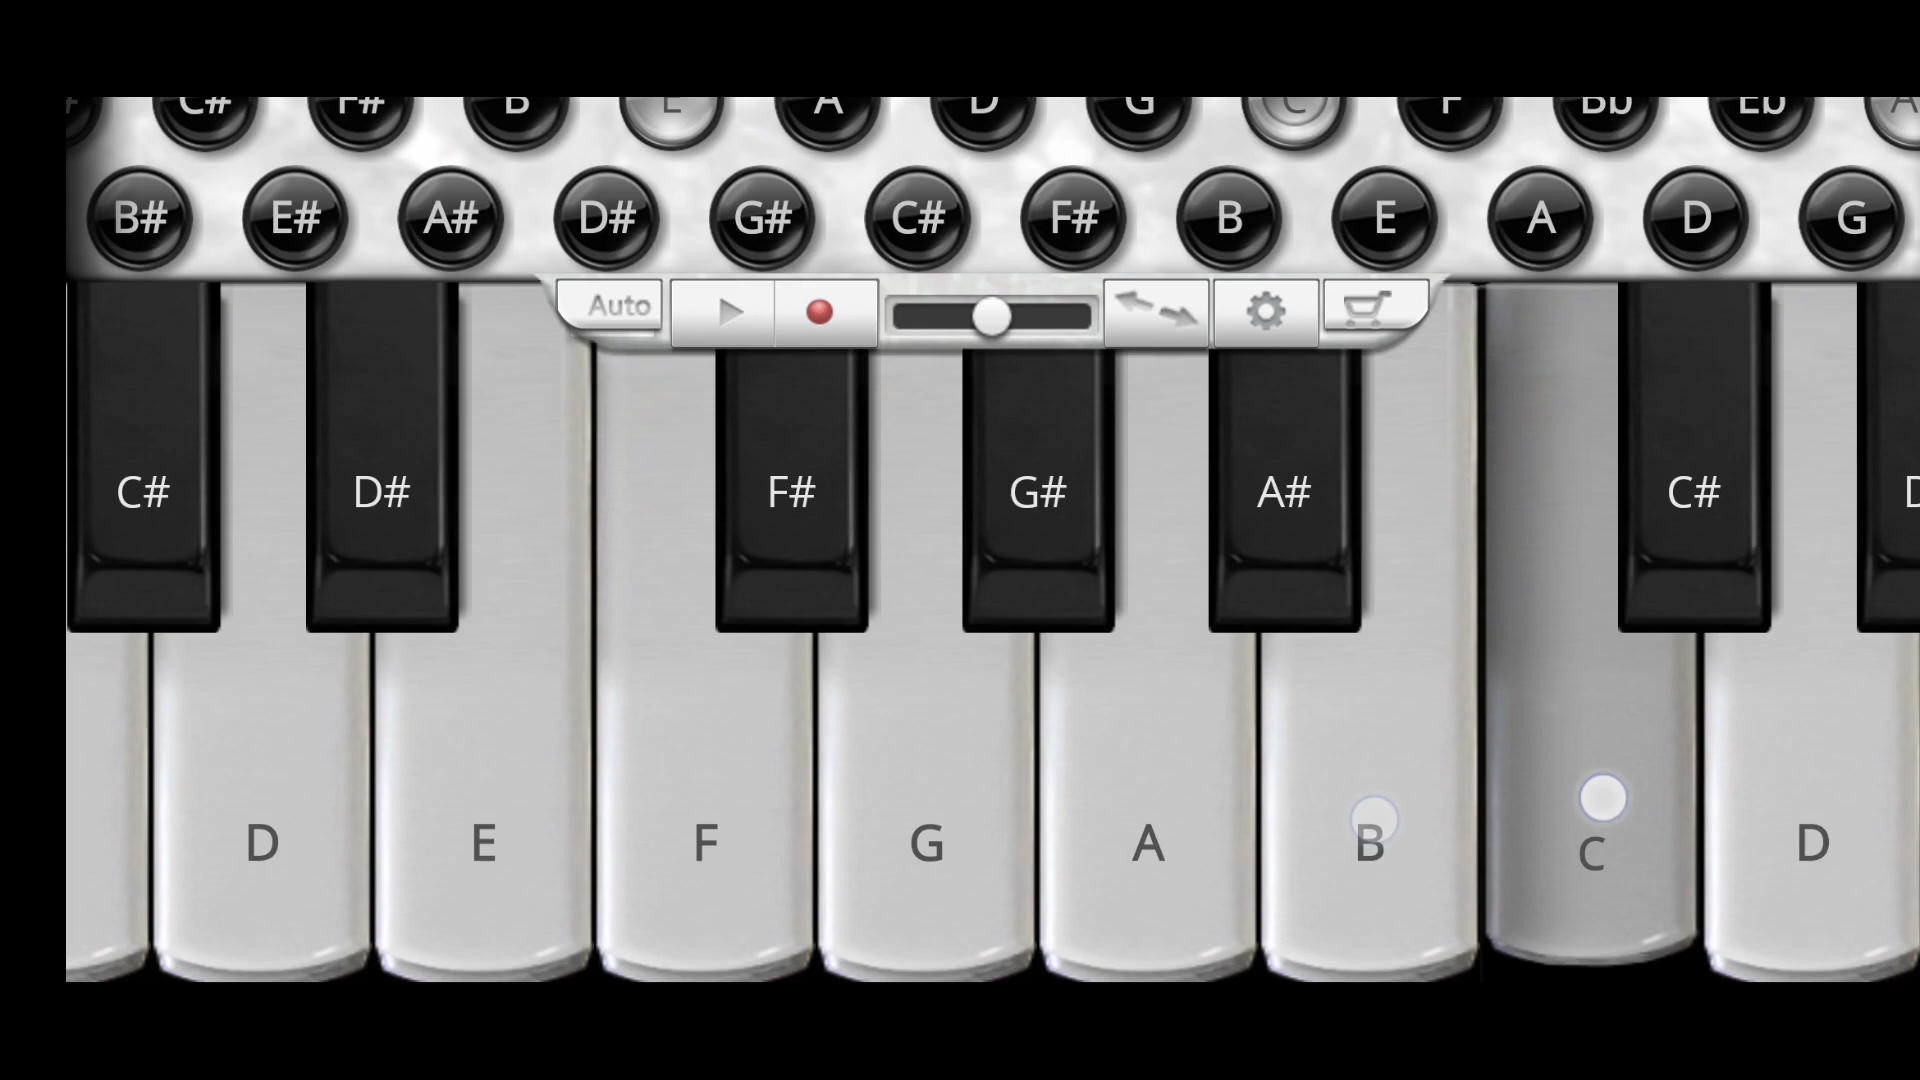 C# F# B E A D G C F Bb Eb A
B# E# A# D# G# C# F# B E A D G
Auto
C# D# F# G# A# C# D
D E F G A B C D